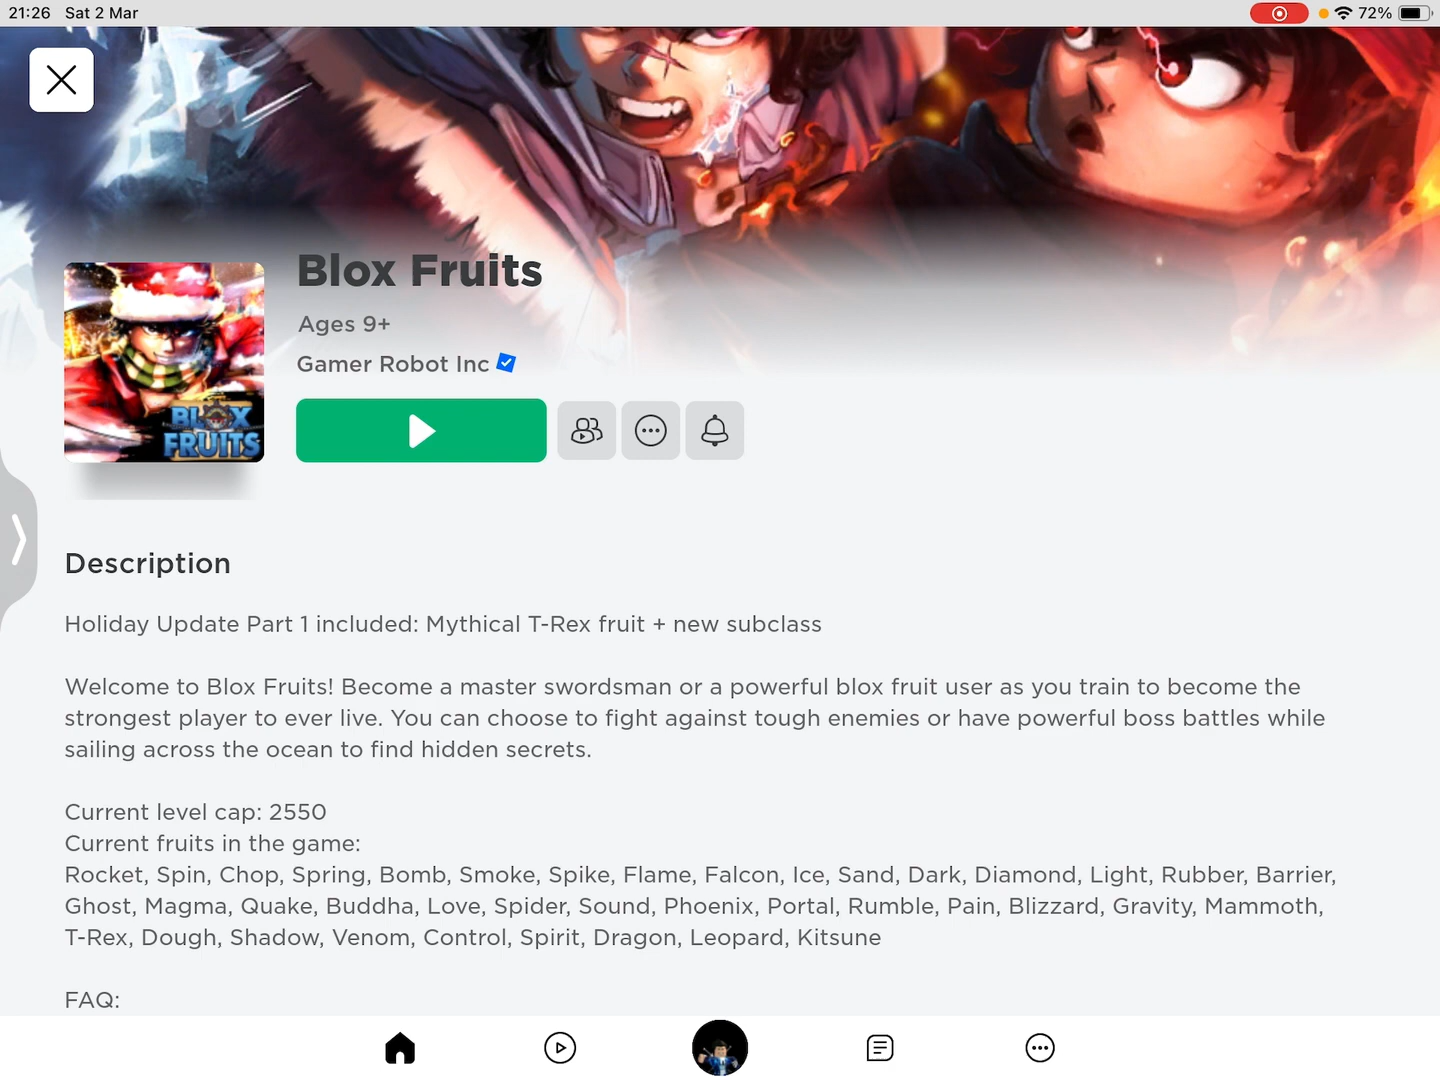 21:26 Sat 2 Mar
72%
Blox Fruits
Ages 9+
Gamer Robot Inc
BLOX
FRUITS
Description
Holiday Update Part 1 included: Mythical T-Rex fruit + new subclass
Welcome to Blox Fruits! Become a master swordsman or a powerful blox fruit user as you train to become the
strongest player to ever live. You can choose to fight against tough enemies or have powerful boss battles while
sailing across the ocean to find hidden secrets.
Current level cap: 2550
Current fruits in the game:
Rocket, Spin, Chop, Spring, Bomb, Smoke, Spike, Flame, Falcon, Ice, Sand, Dark, Diamond, Light, Rubber, Barrier,
Ghost, Magma, Quake, Buddha, Love, Spider, Sound, Phoenix, Portal, Rumble, Pain, Blizzard, Gravity, Mammoth,
T-Rex, Dough, Shadow, Venom, Control, Spirit, Dragon, Leopard, Kitsune
FAQ: